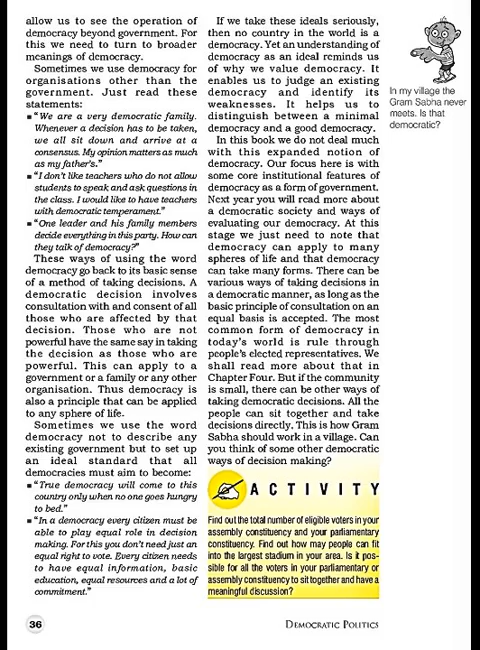 allow us to see the operation of
democracy beyond government. For
this we need to turn to broader
meanings of democracy.
Sometimes we use democracy for
organisations other than the
government. Just read these
statements:
▪ “We are a very democratic family.
Whenever a decision has to be taken,
we all sit down and arrive at a
consensus. My opinion matters as much
as my father’s.”
▪ “I don’t like teachers who do not allow
students to speak and ask questions in
the class. I would like to have teachers
with democratic temperament.”
▪ “One leader and his family members
decide everything in this party. How can
they talk of democracy?”
These ways of using the word
democracy go back to its basic sense
of a method of taking decisions. A
democratic decision involves
consultation with and consent of all
those who are affected by that
decision. Those who are not
powerful have the same say in taking
the decision as those who are
powerful. This can apply to a
government or a family or any other
organisation. Thus democracy is
also a principle that can be applied
to any sphere of life.
Sometimes we use the word
democracy not to describe any
existing government but to set up
an ideal standard that all
democracies must aim to become:
▪ “True democracy will come to this
country only when no one goes hungry
to bed.”
▪ “In a democracy every citizen must be
able to play equal role in decision
making. For this you don’t need just an
equal right to vote. Every citizen needs
to have equal information, basic
education, equal resources and a lot of
commitment.”
If we take these ideals seriously,
then no country in the world is a
democracy. Yet an understanding of
democracy as an ideal reminds us
of why we value democracy. It
enables us to judge an existing
democracy and identify its
weaknesses. It helps us to
distinguish between a minimal
democracy and a good democracy.
In this book we do not deal much
with this expanded notion of
democracy. Our focus here is with
some core institutional features of
democracy as a form of government.
Next year you will read more about
a democratic society and ways of
evaluating our democracy. At this
stage we just need to note that
democracy can apply to many
spheres of life and that democracy
can take many forms. There can be
various ways of taking decisions in
a democratic manner, as long as the
basic principle of consultation on an
equal basis is accepted. The most
common form of democracy in
today’s world is rule through
people’s elected representatives. We
shall read more about that in
Chapter Four. But if the community
is small, there can be other ways of
taking democratic decisions. All the
people can sit together and take
decisions directly. This is how Gram
Sabha should work in a village. Can
you think of some other democratic
ways of decision making?
In my village the
Gram Sabha never
meets. Is that
democratic?
ACTIVITY
Find out the total number of eligible voters in your
assembly constituency and your parliamentary
constituency. Find out how may people can fit
into the largest stadium in your area. Is it pos-
sible for all the voters in your parliamentary or
assembly constituency to sit together and have a
meaningful discussion?
36
DEMOCRATIC POLITICS